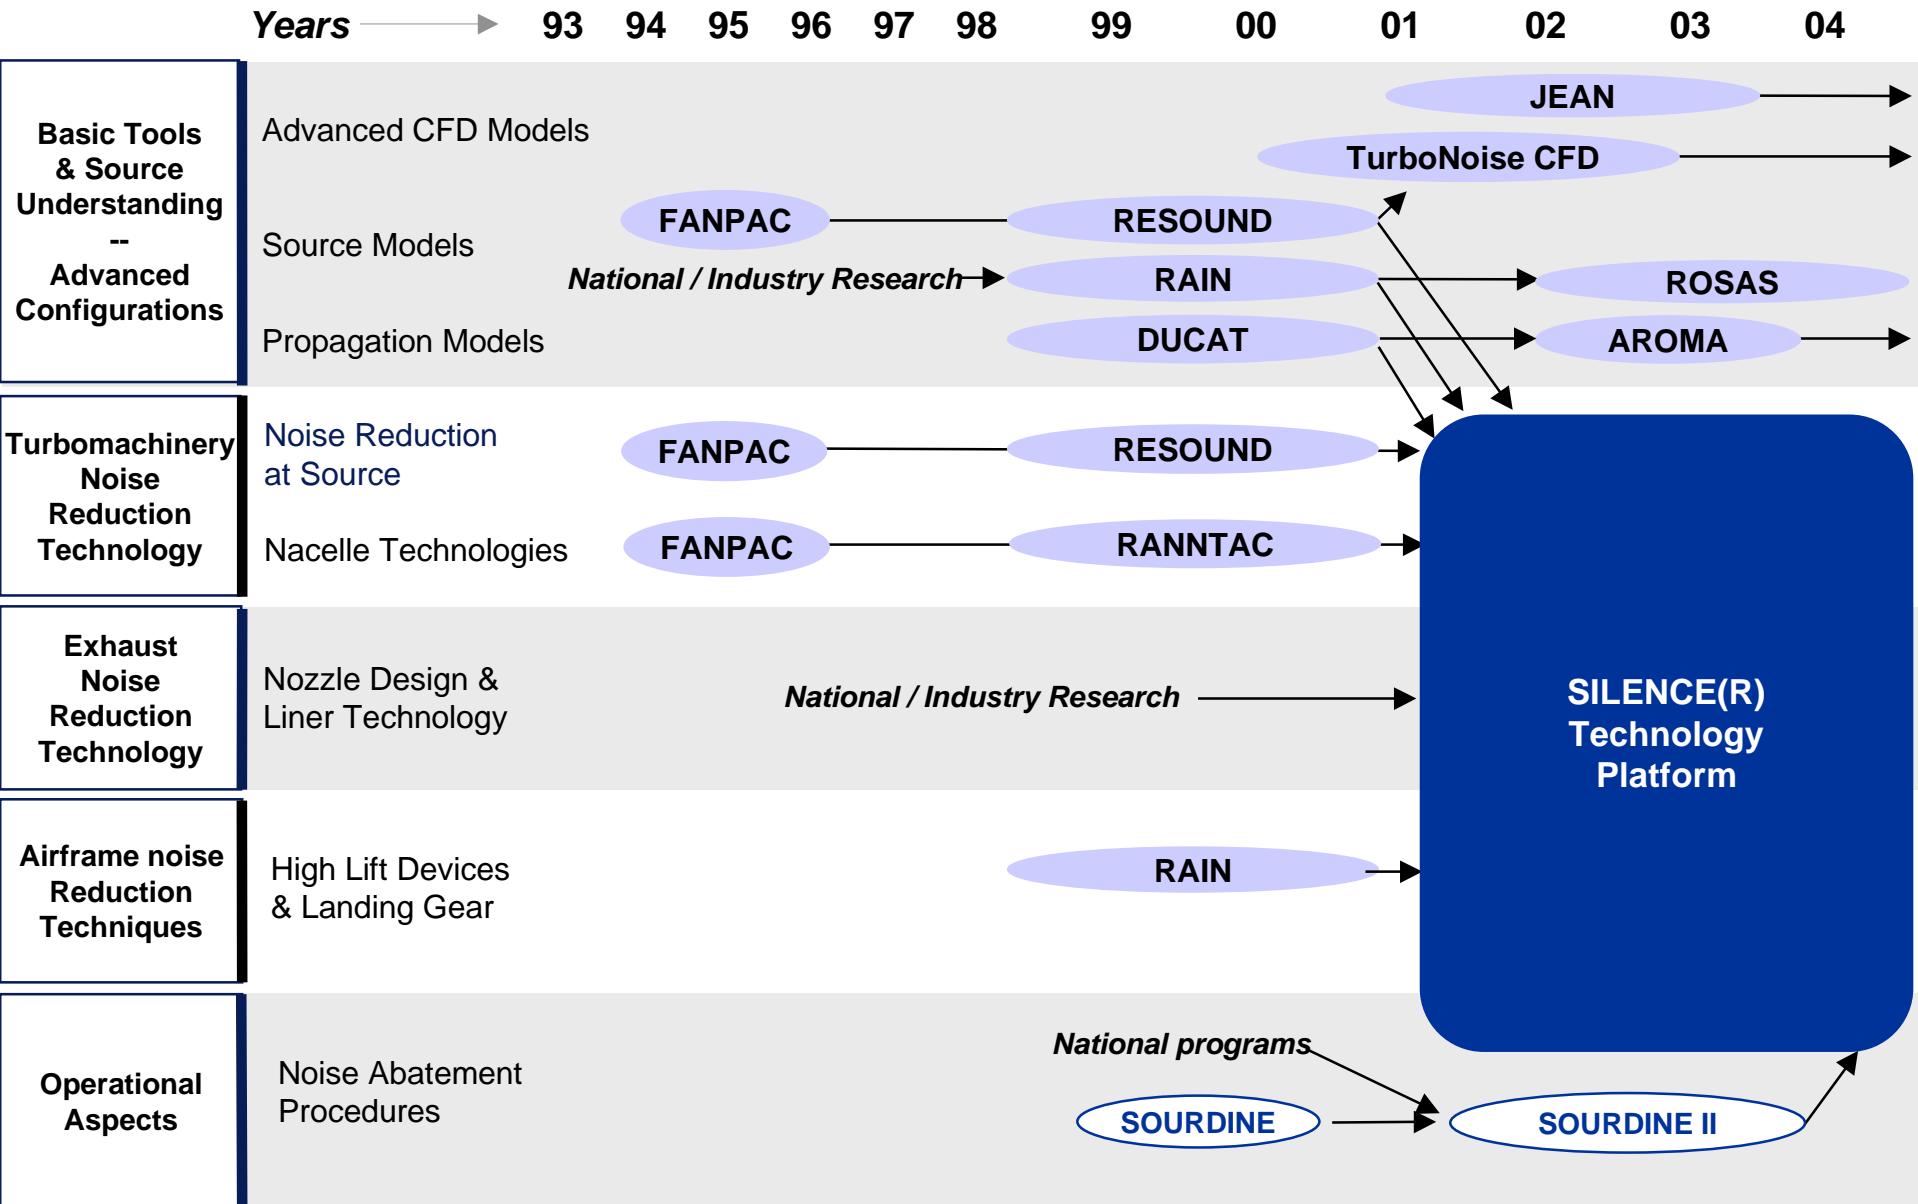 Years 93 94 95 96 97 98 99 00 01 02 03 04
Basic Tools
& Source
Understanding
--
Advanced
Configurations
Advanced CFD Models
JEAN
TurboNoise CFD
Source Models
FANPAC RESOUND
National / Industry Research RAIN ROSAS
Propagation Models
DUCAT AROMA
Turbomachinery
Noise
Reduction
Technology
Noise Reduction
at Source
FANPAC RESOUND
Nacelle Technologies
FANPAC RANNTAC
Exhaust
Noise
Reduction
Technology
Nozzle Design &
Liner Technology
National / Industry Research
SILENCE(R)
Technology
Platform
Airframe noise
Reduction
Techniques
High Lift Devices
& Landing Gear
RAIN
Operational
Aspects
Noise Abatement
Procedures
National programs
SOURDINE SOURDINE II